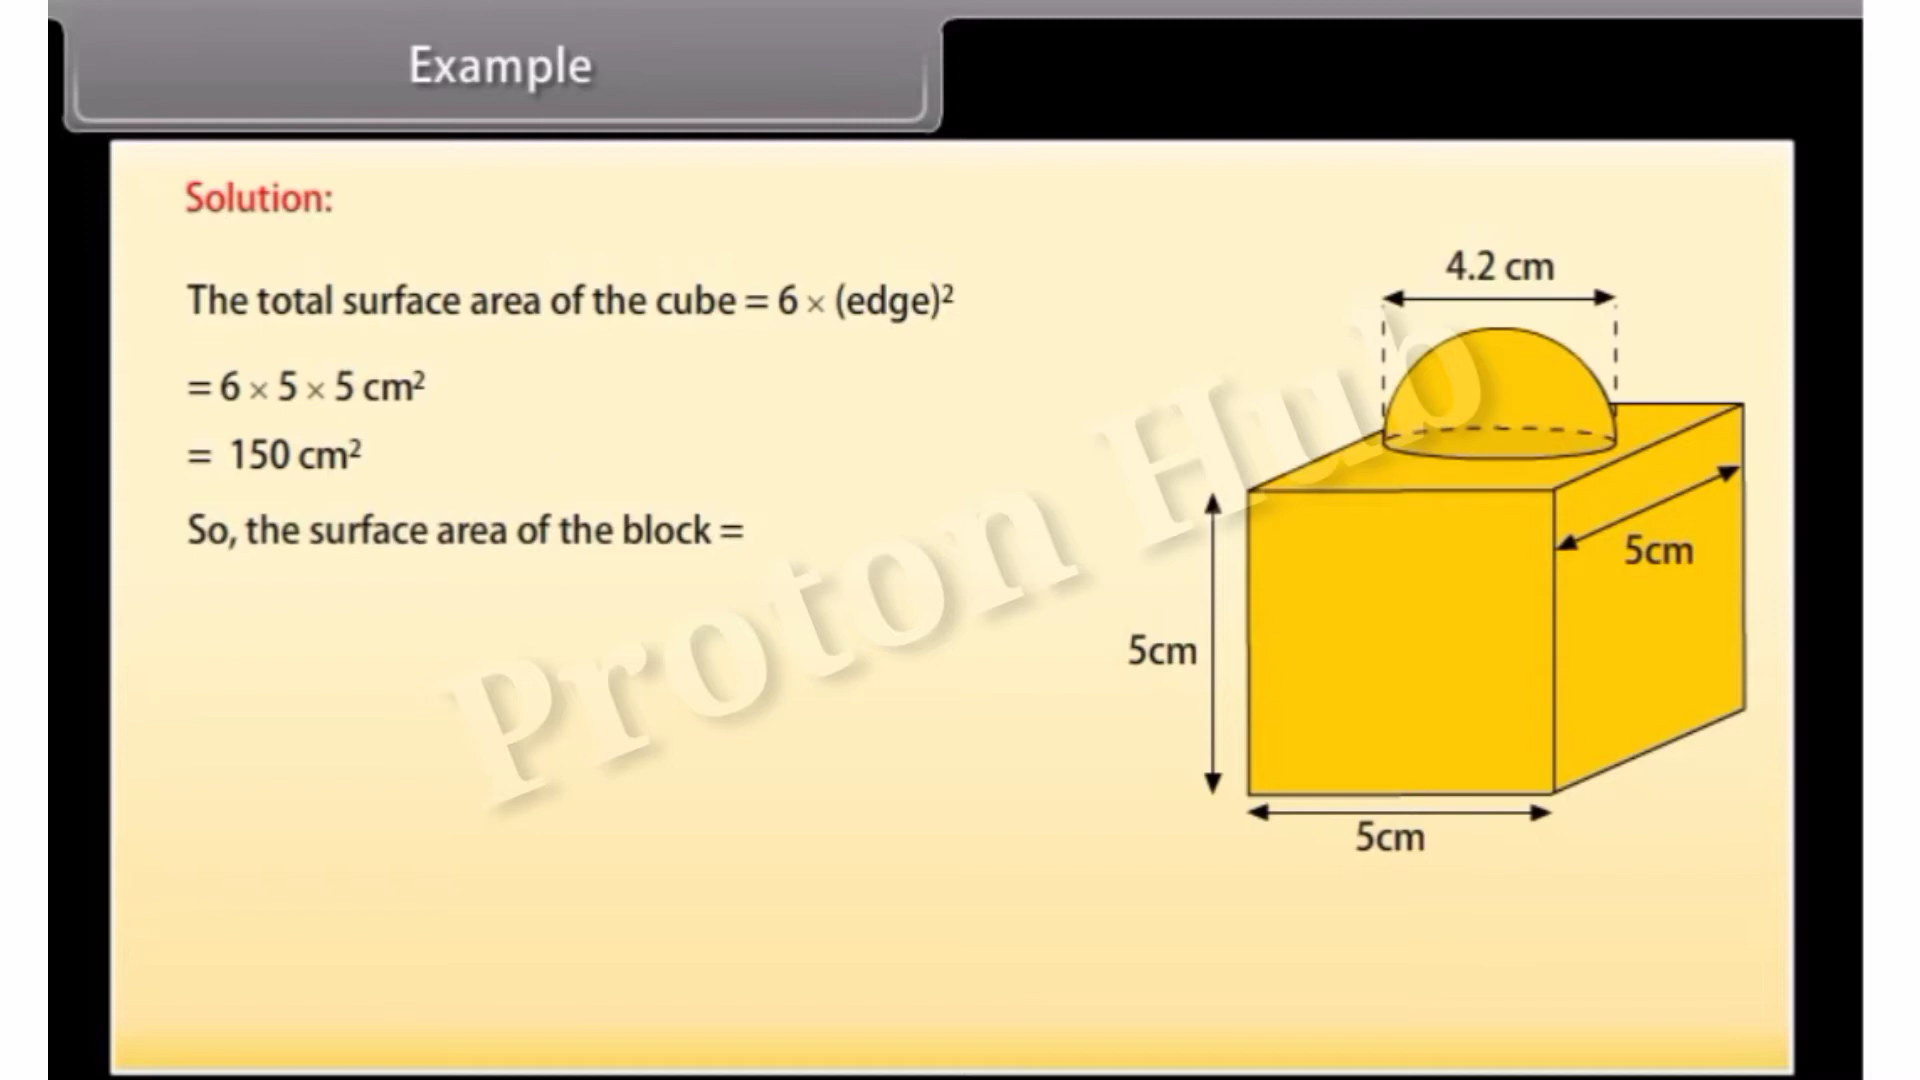 Example
Solution:
The total surface area of the cube = 6 × (edge)²
= 6 × 5 × 5 cm²
= 150 cm²
So, the surface area of the block =
4.2 cm
5cm
5cm
5cm
Proton Hub